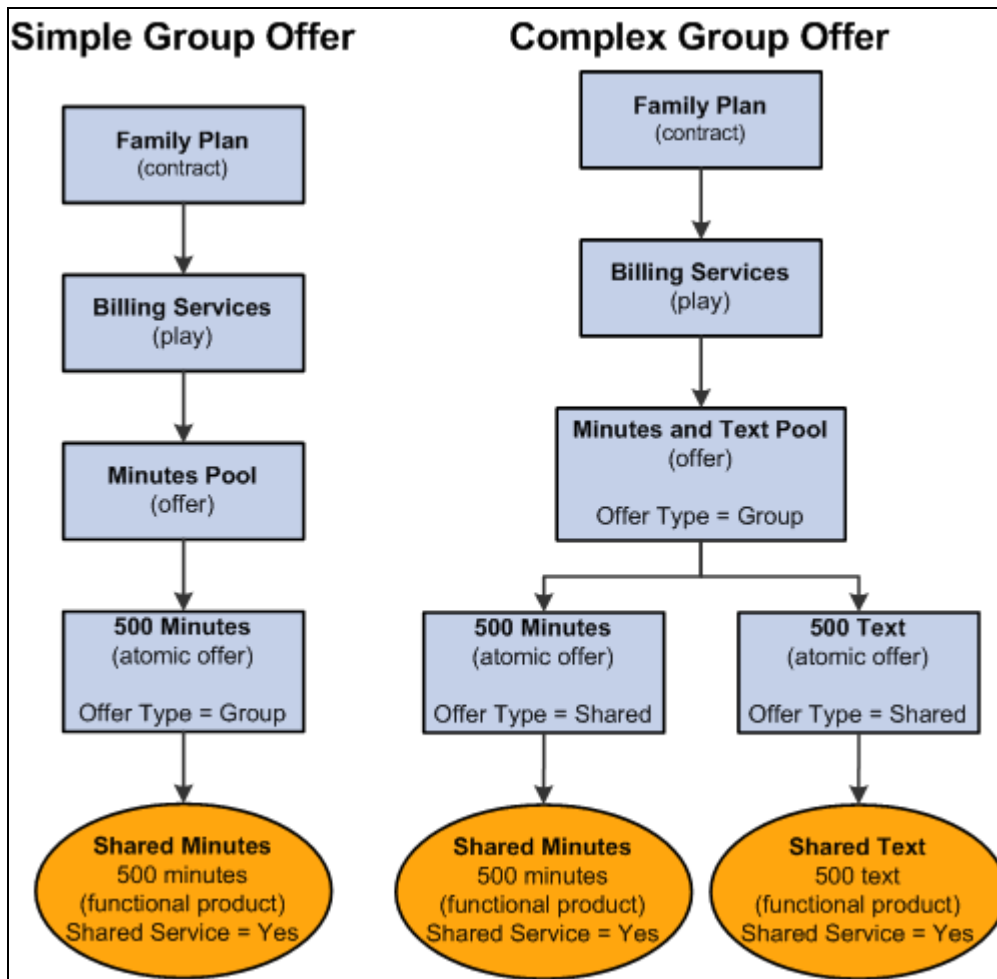 Simple Group Offer
Family Plan
(contract)
Billing Services
(play)
Minutes Pool
(offer)
500 Minutes
(atomic offer)
Offer Type = Group
Shared Minutes
500 minutes
(functional product)
Shared Service = Yes
Complex Group Offer
Family Plan
(contract)
Billing Services
(play)
Minutes and Text Pool
(offer)
Offer Type = Group
500 Minutes
(atomic offer)
Offer Type = Shared
Shared Minutes
500 minutes
(functional product)
Shared Service = Yes
500 Text
(atomic offer)
Offer Type = Shared
Shared Text
500 text
(functional product)
Shared Service = Yes